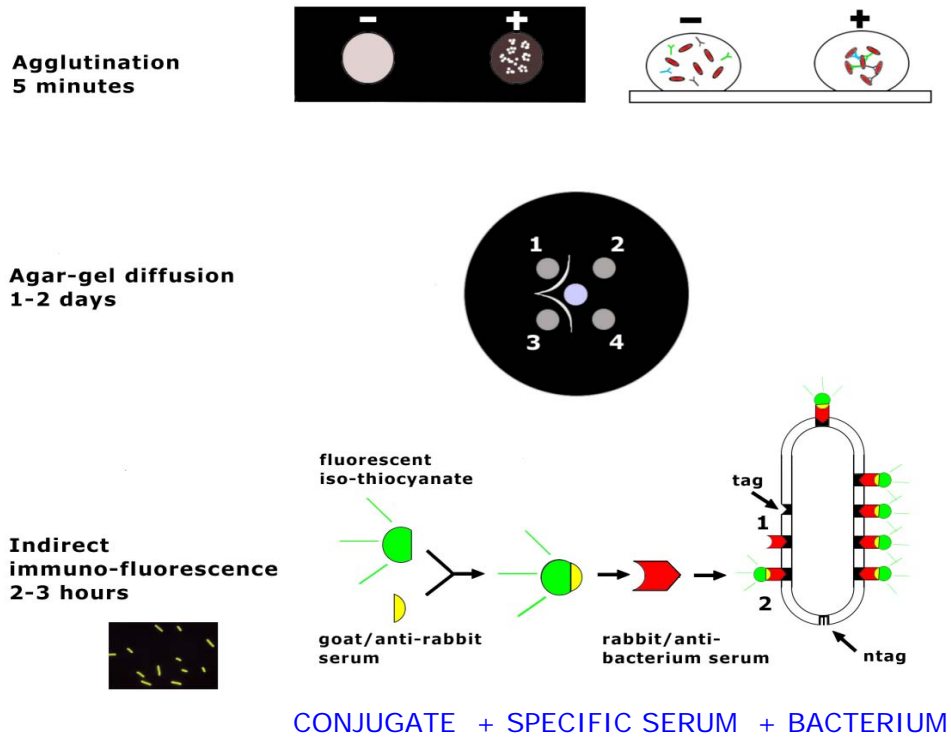 - +
- +
Agglutination
5 minutes
1 2
Agar-gel diffusion
1-2 days
3 4
fluorescent
iso-thiocyanate
tag
1
Indirect
immuno-fluorescence
2-3 hours
2
goat/anti-rabbit
serum
rabbit/anti-
bacterium serum
m
ntag
CONJUGATE + SPECIFIC SERUM + BACTERIUM